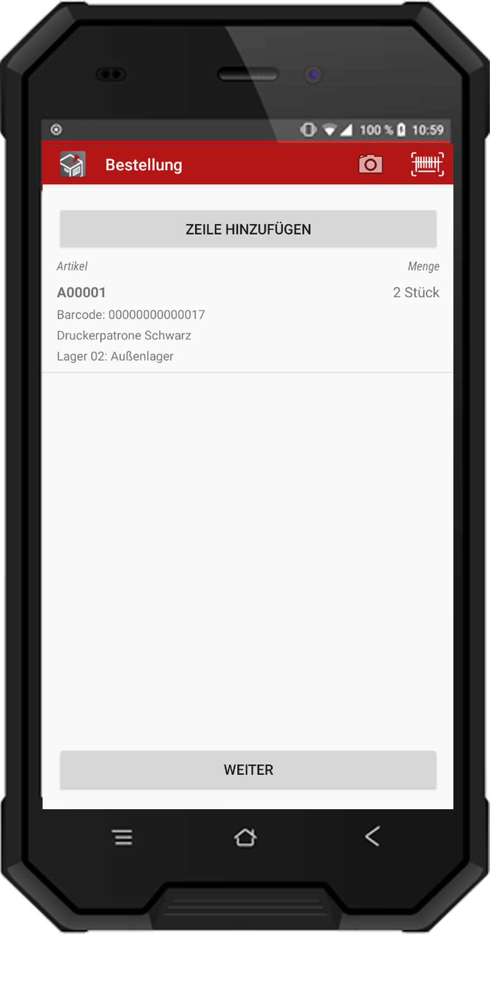 100 % 10:59
Bestellung
ZEILE HINZUFÜGEN
Artikel Menge
A00001 2 Stück
Barcode: 00000000000017
Druckerpatrone Schwarz
Lager 02: Außenlager
WEITER